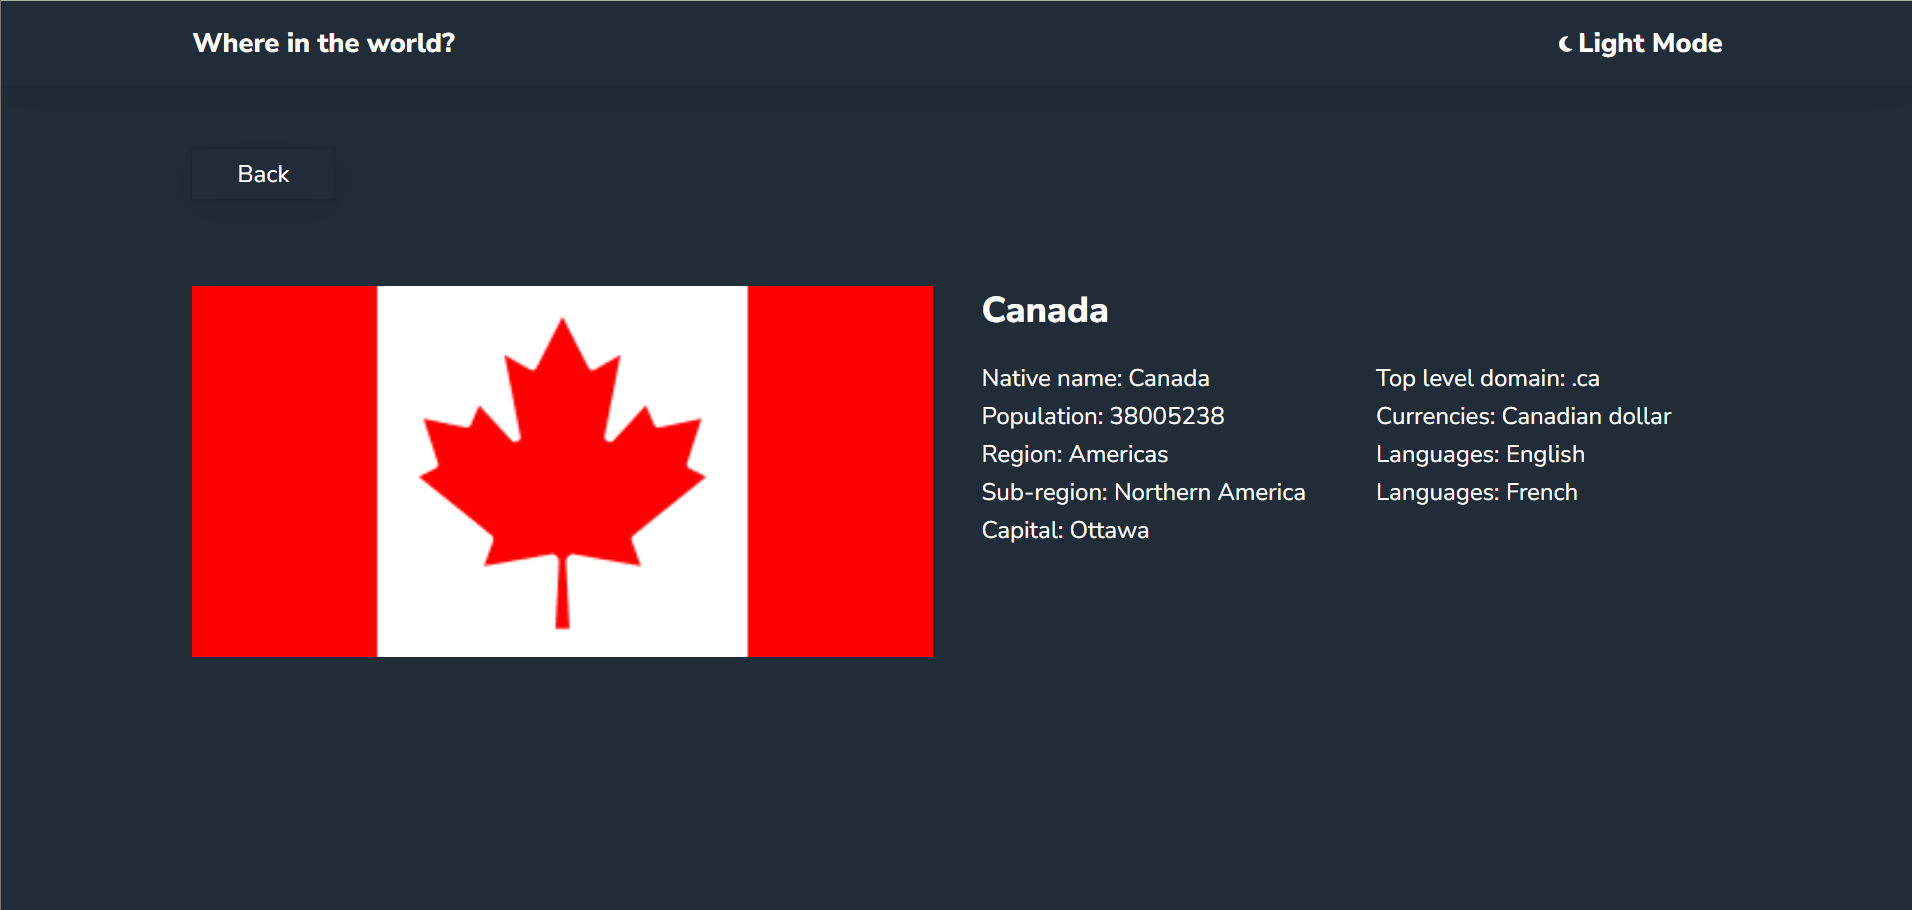 Where in the world?
Light Mode
Back
Canada
Native name: Canada
Population: 38005238
Region: Americas
Sub-region: Northern America
Capital: Ottawa
Top level domain: .ca
Currencies: Canadian dollar
Languages: English
Languages: French